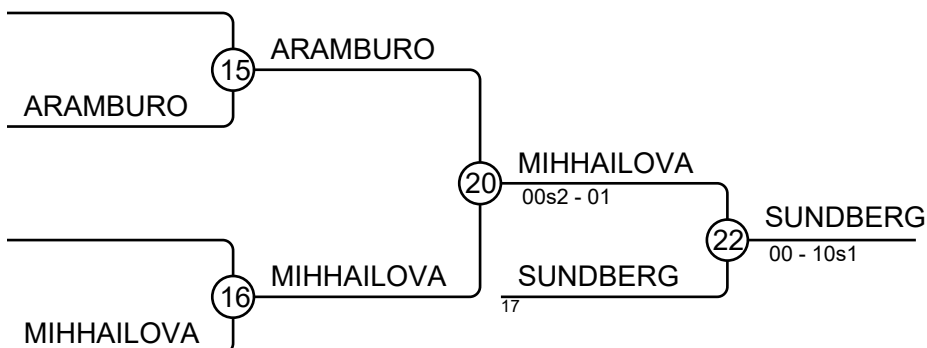 ARAMBURO
15
ARAMBURO
MIHHAILOVA
20
00s2 - 01
SUNDBERG
22
00 - 10s1
SUNDBERG
17
MIHHAILOVA
16
MIHHAILOVA